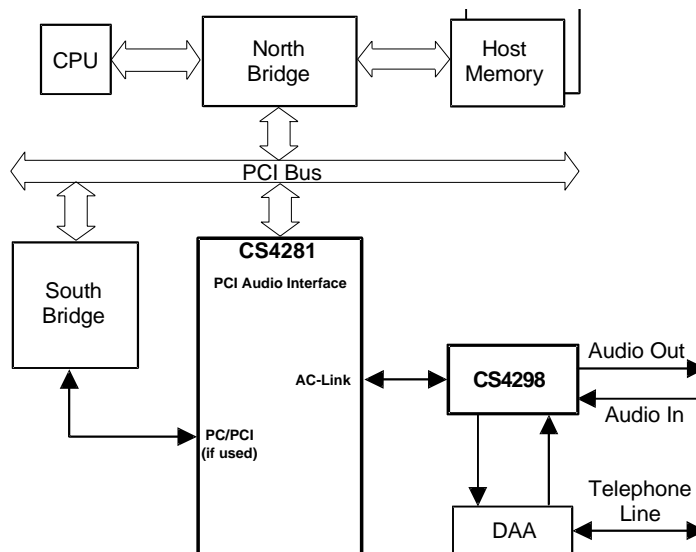 CPU
North
Bridge
Host
Memory
PCI Bus
South
Bridge
CS4281
PCI Audio Interface
AC-Link
PC/PCI
(if used)
CS4298
Audio Out
Audio In
DAA
Telephone
Line